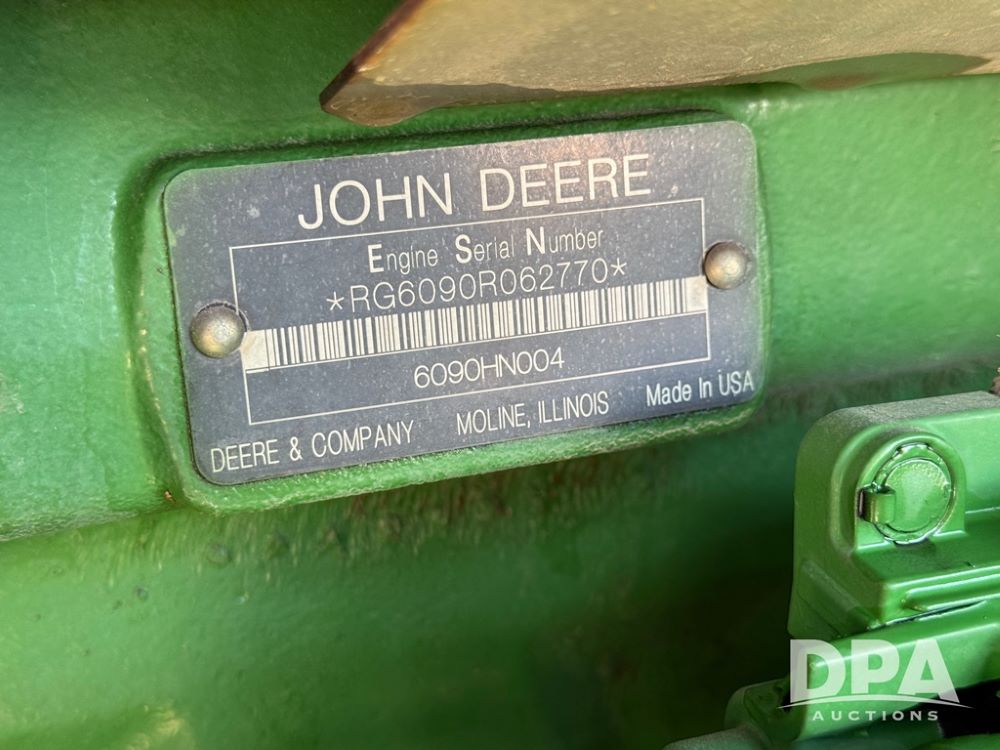 JOHN DEERE
Engine Serial Number
*RG6090R062770*
6090HN004
DEERE & COMPANY MOLINE, ILLINOIS Made In USA
DPA
AUCTIONS